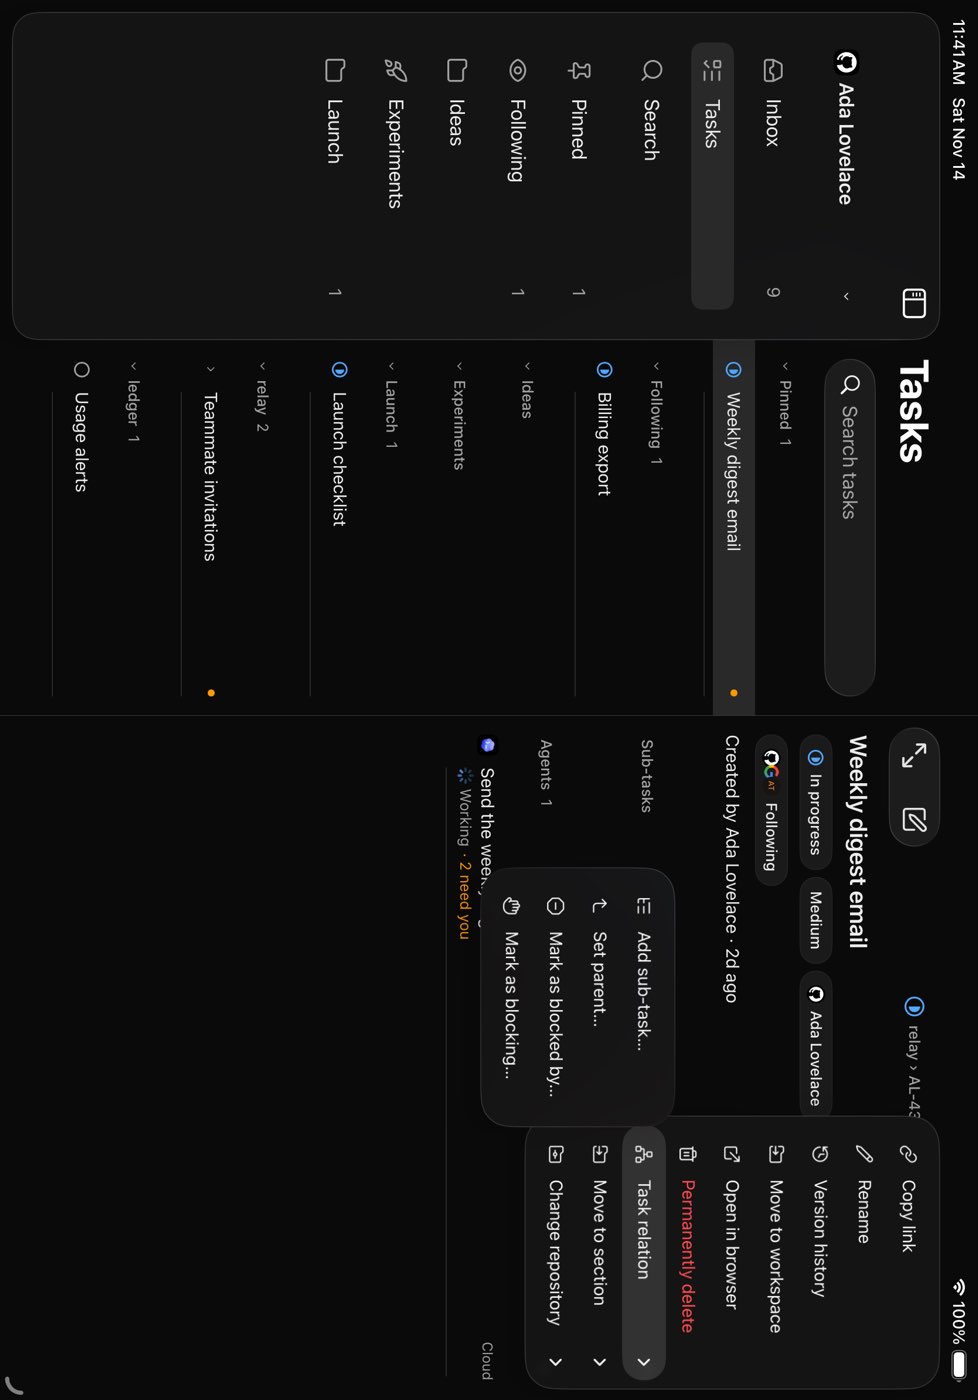 11:41 AM Sat Nov 14
100%
Ada Lovelace
Inbox 9
Tasks
Search
Pinned 1
Following 1
Ideas
Experiments
Launch 1
Tasks
Search tasks
Pinned 1
Weekly digest email
Following 1
Billing export
Ideas
Experiments
Launch 1
Launch checklist
relay 2
Teammate invitations
ledger 1
Usage alerts
relay › AL-43
Weekly digest email
In progress Medium Ada Lovelace
AT Following
Created by Ada Lovelace · 2d ago
Sub-tasks
Agents 1
Send the
Cloud
Working · 2 need you
Copy link
Rename
Version history
Move to workspace
Open in browser
Permanently delete
Task relation
Move to section
Change repository
Add sub-task...
Set parent...
Mark as blocked by...
Mark as blocking...